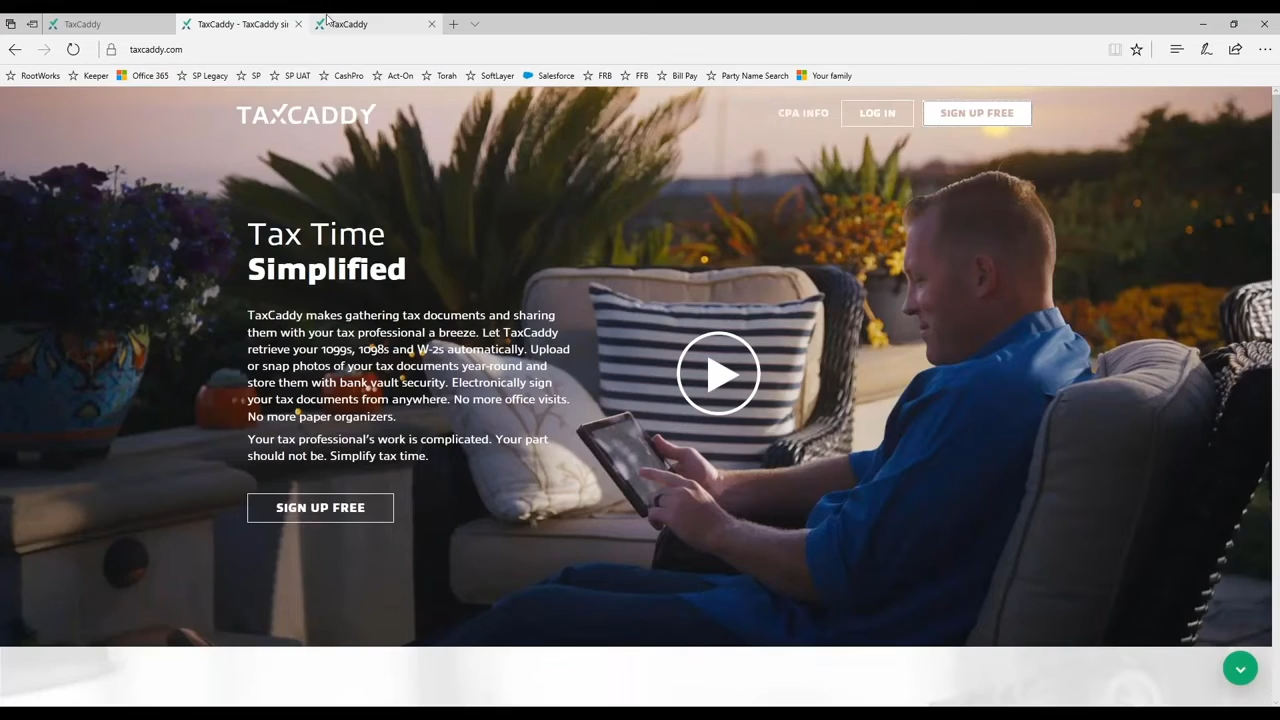 TaxCaddy
TaxCaddy - TaxCaddy si
TaxCaddy
taxcaddy.com
RootWorks
Keeper
Office 365
SP Legacy
SP
SP UAT
CashPro
Act-On
Torah
SoftLayer
Salesforce
FRB
FFB
Bill Pay
Party Name Search
Your family
TAXCADDY
CPA INFO
LOG IN
SIGN UP FREE
Tax Time
Simplified
TaxCaddy makes gathering tax documents and sharing
them with your tax professional a breeze. Let TaxCaddy
retrieve your 1099s, 1098s and W-2s automatically. Upload
or snap photos of your tax documents year-round and
store them with bank vault security. Electronically sign
your tax documents from anywhere. No more office visits.
No more paper organizers.
Your tax professional's work is complicated. Your part
should not be. Simplify tax time.
SIGN UP FREE